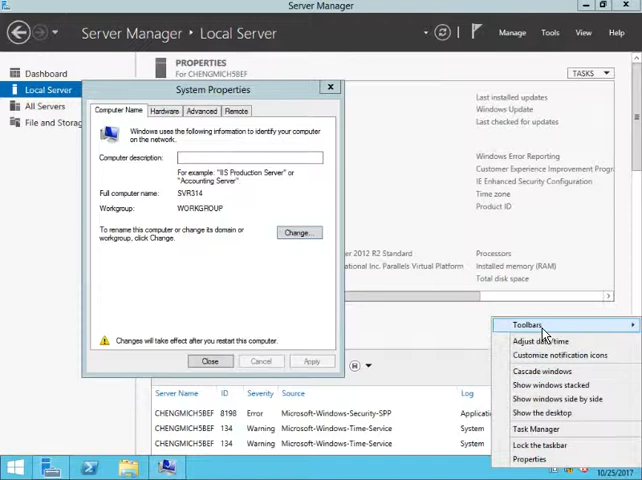 Server Manager
Server Manager › Local Server
Manage Tools View Help
Dashboard
Local Server
All Servers
File and Storag
PROPERTIES
For CHENGMICH5BEF
TASKS
Last installed updates
Windows Update
Last checked for updates
Windows Error Reporting
Customer Experience Improvement Progra
IE Enhanced Security Configuration
Time zone
Product ID
er 2012 R2 Standard
Processors
ational Inc. Parallels Virtual Platform
Installed memory (RAM)
Total disk space
System Properties
Computer Name Hardware Advanced Remote
Windows uses the following information to identify your computer
on the network.
Computer description:
For example: "IIS Production Server" or
"Accounting Server".
Full computer name: SVR314
Workgroup: WORKGROUP
To rename this computer or change its domain or
workgroup, click Change.
Change...
Changes will take effect after you restart this computer.
Close Cancel Apply
Server Name ID Severity Source Log
CHENGMICH5BEF 8198 Error Microsoft-Windows-Security-SPP Applicatio
CHENGMICH5BEF 134 Warning Microsoft-Windows-Time-Service System
CHENGMICH5BEF 134 Warning Microsoft-Windows-Time-Service System
Toolbars
Adjust date/time
Customize notification icons
Cascade windows
Show windows stacked
Show windows side by side
Show the desktop
Task Manager
Lock the taskbar
Properties
10/25/2017